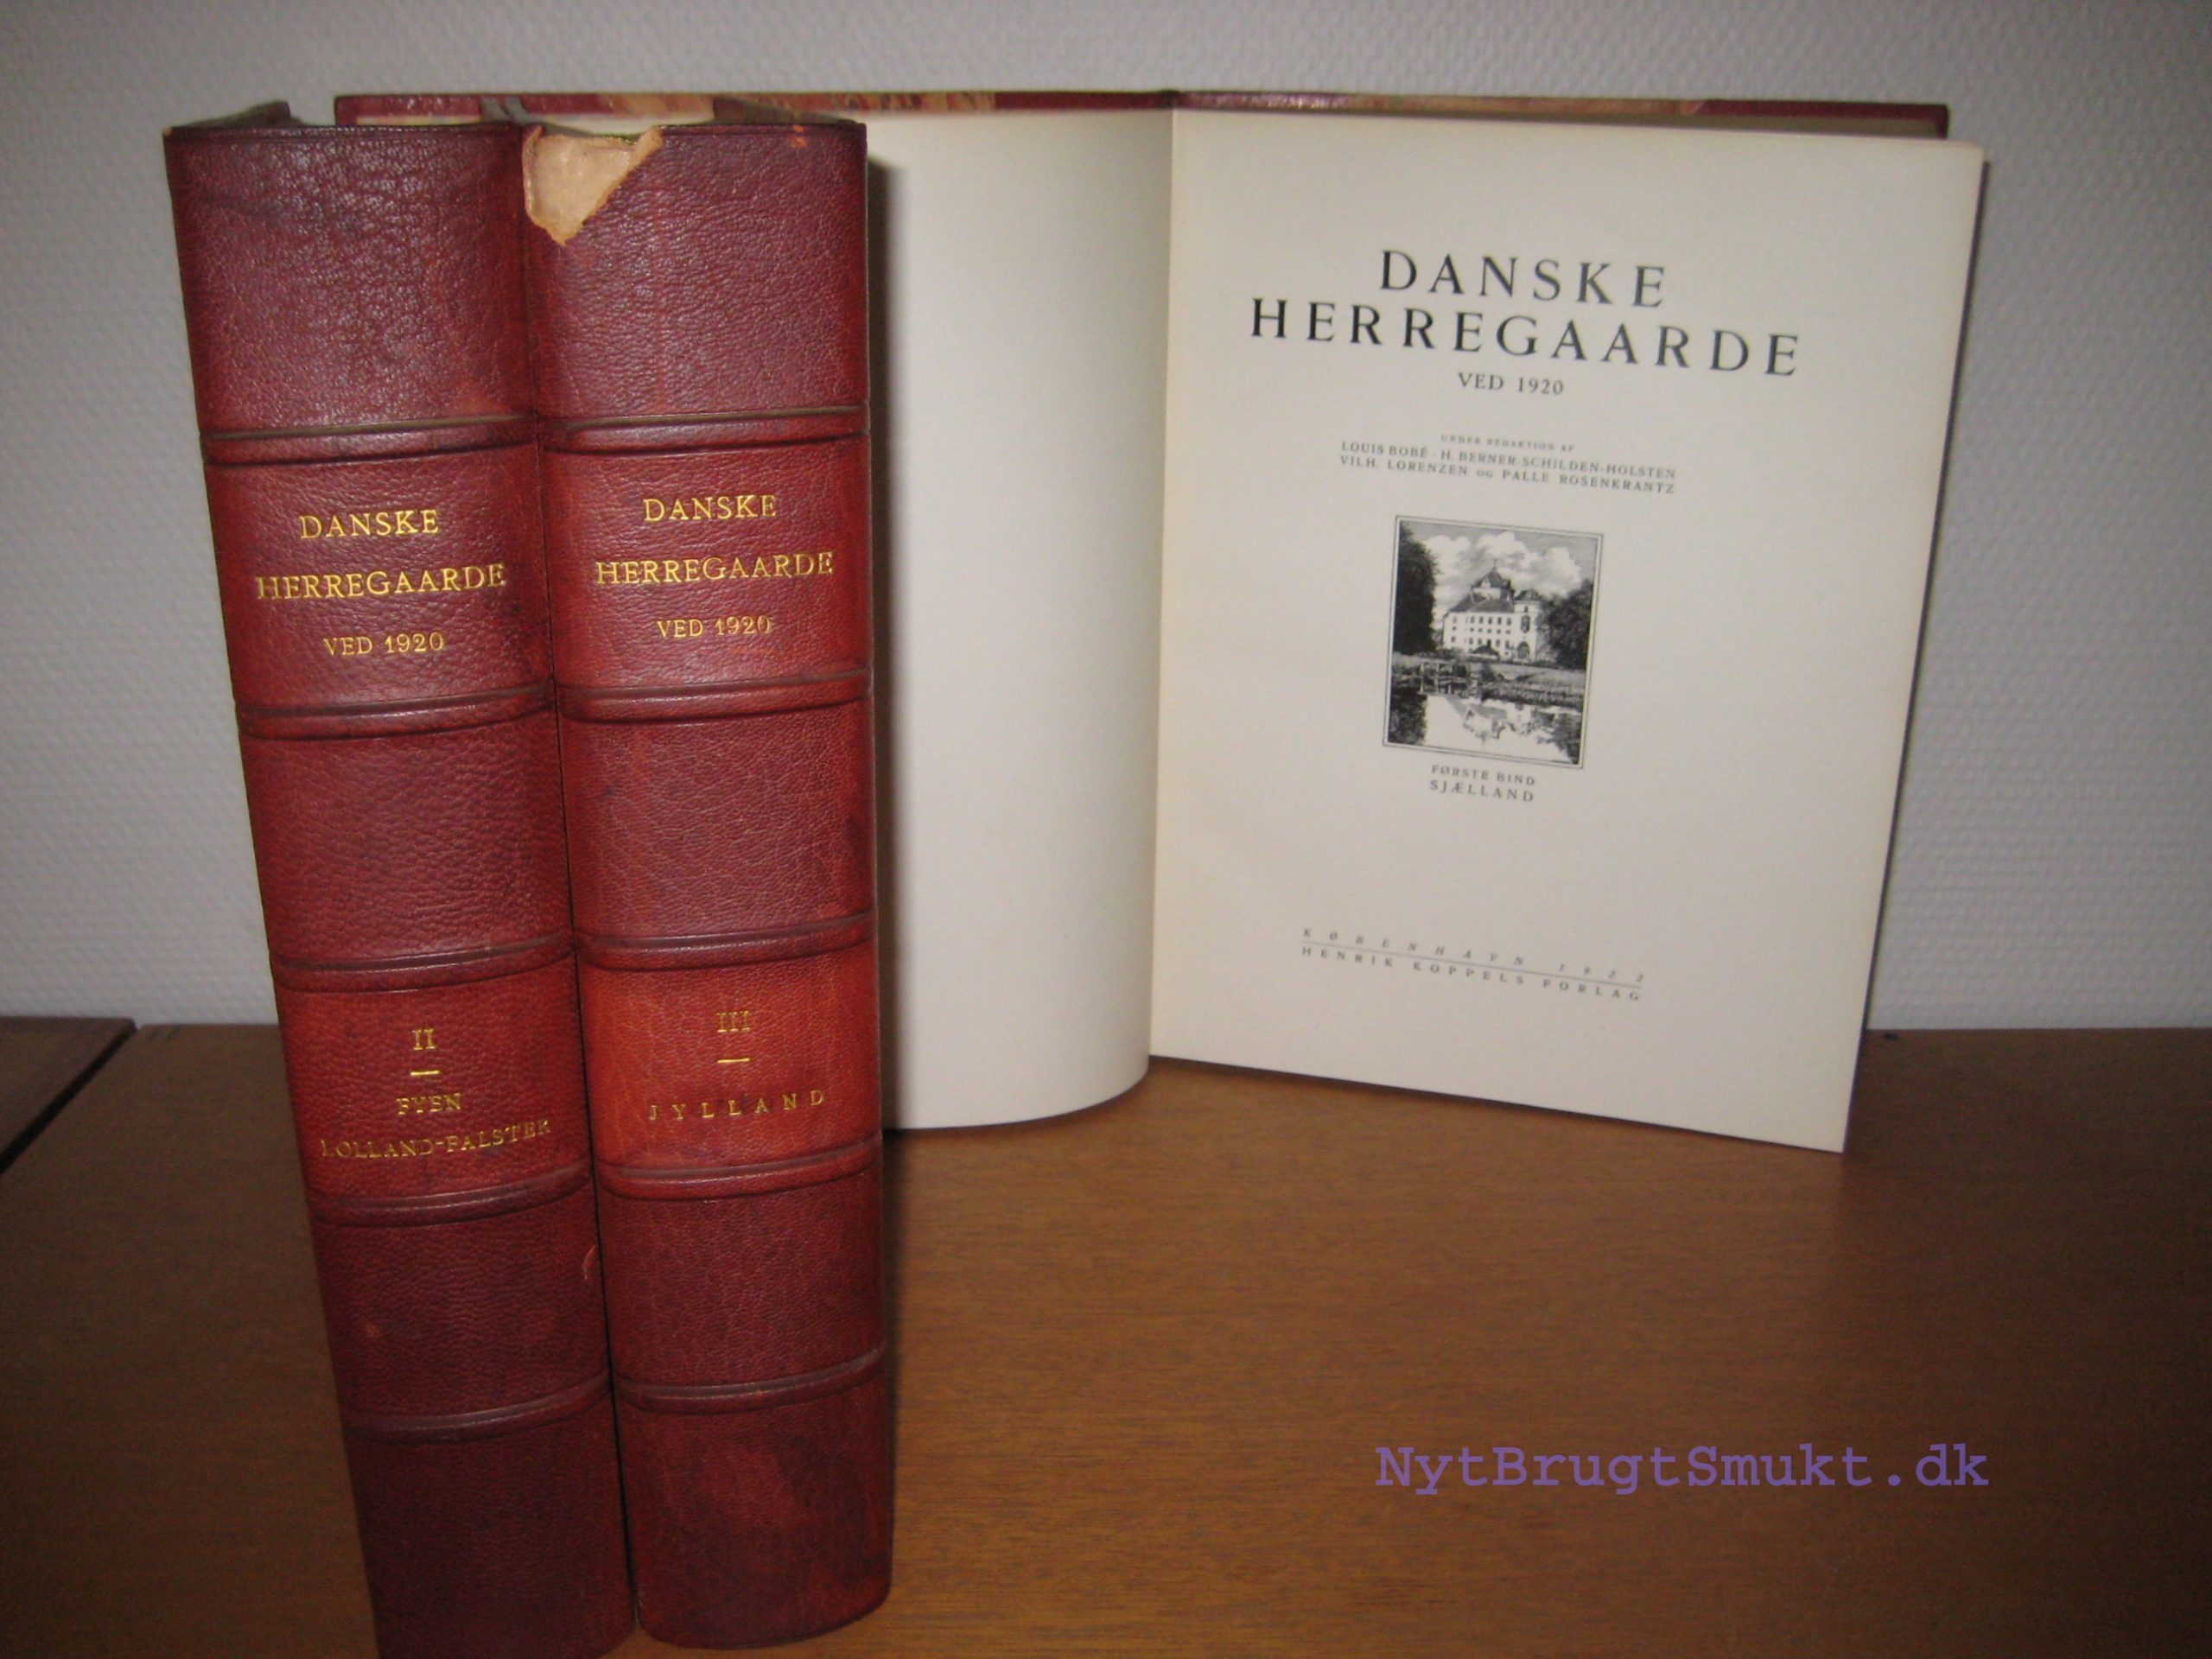 DANSKE
HERREGAARDE
VED 1920
II
FYEN
LOLLAND-FALSTER
DANSKE
HERREGAARDE
VED 1920
III
JYLLAND
DANSKE
HERREGAARDE
VED 1920
UNDER REDAKTION AF
LOUIS BOBÉ · H. BERNER-SCHILDEN-HOLSTEN
VILH. LORENZEN OG PALLE ROSENKRANTZ
FØRSTE BIND
SJÆLLAND
KØBENHAVN 1922
HENRIK KOPPELS FORLAG
NytBrugtSmukt.dk